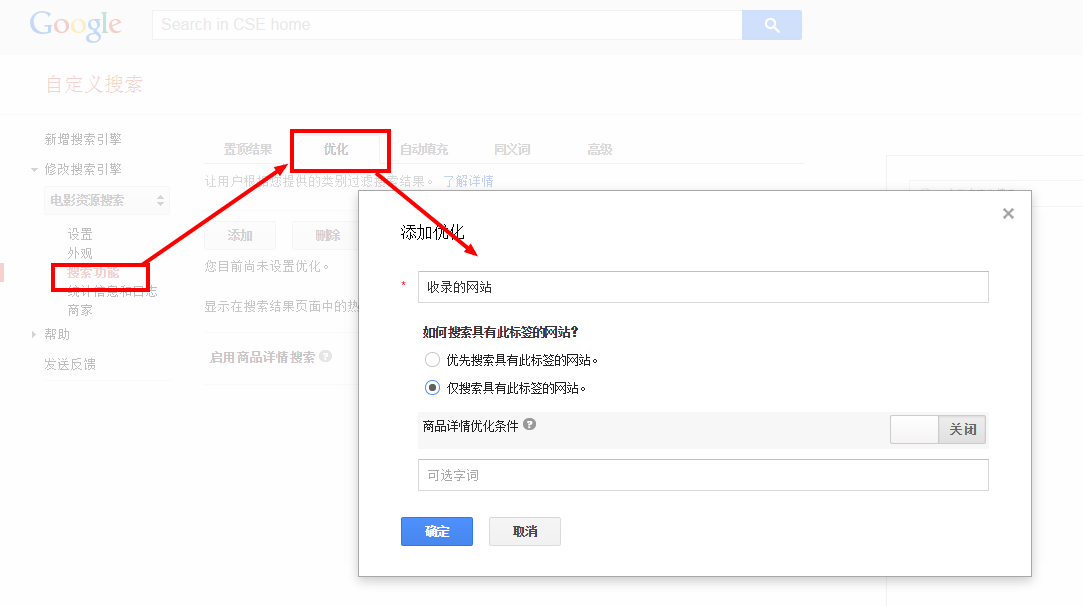 Google
Search in CSE home
自定义搜索
新增搜索引擎
修改搜索引擎
电影资源搜索
设置
外观
搜索功能
统计信息和日志
商家
帮助
发送反馈
置顶结果
优化
自动填充
同义词
高级
让用户根据您提供的类别过滤搜索结果。 了解详情
添加
删除
您目前尚未设置优化。
显示在搜索结果页面中的热
启用商品详情搜索 ?
×
添加优化
* 收录的网站
如何搜索具有此标签的网站?
优先搜索具有此标签的网站。
仅搜索具有此标签的网站。
商品详情优化条件 ?
关闭
可选字词
确定
取消